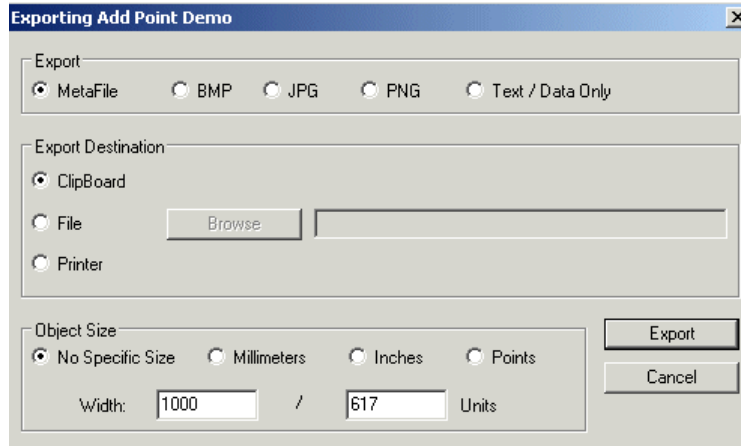 Exporting Add Point Demo
Export
MetaFile BMP JPG PNG Text / Data Only
Export Destination
ClipBoard
File Browse
Printer
Object Size
No Specific Size Millimeters Inches Points
Width: 1000 / 617 Units
Export
Cancel